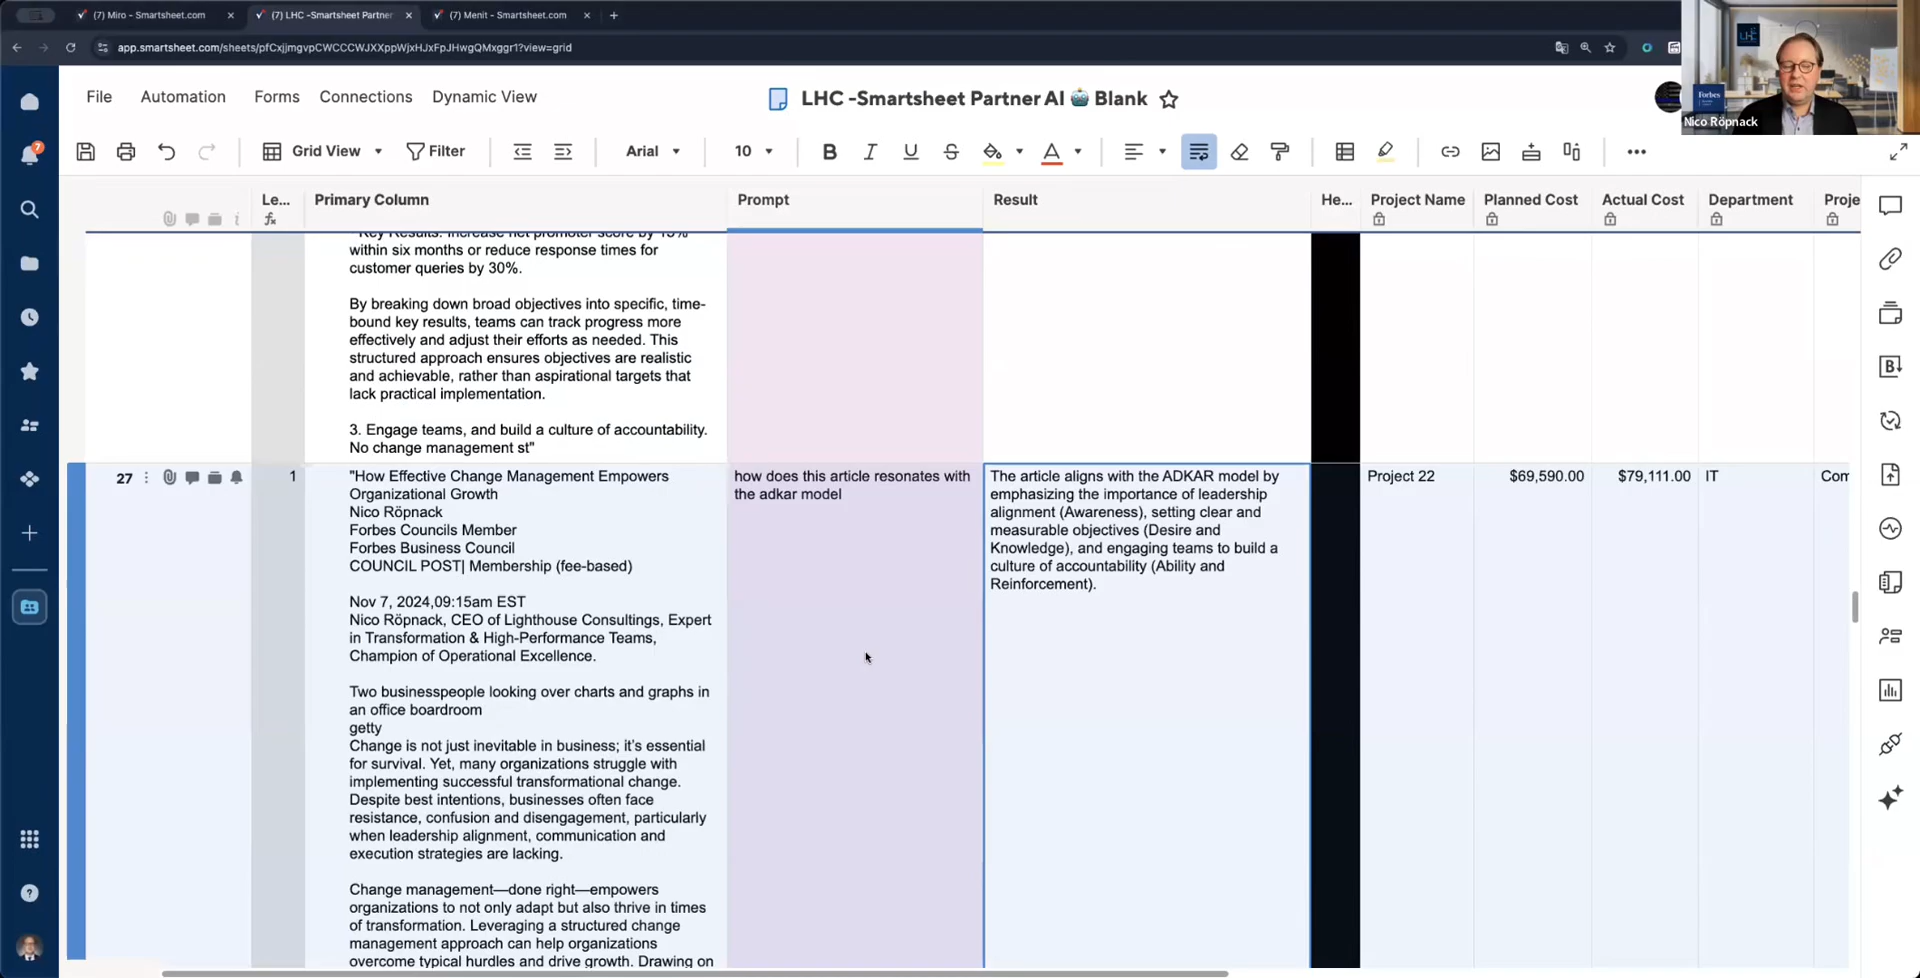 (7) Miro - Smartsheet.com
(7) LHC -Smartsheet Partner
(7) Menit - Smartsheet.com
app.smartsheet.com/sheets/pfCxjjmgvpCWCCCWJXXppWjxHJxFpJHwgQMxggr1?view=grid
File
Automation
Forms
Connections
Dynamic View
LHC -Smartsheet Partner AI 🤖 Blank
LHC
Forbes
Nico Röpnack
Grid View
Filter
Arial
10
B
I
U
S
A
Le...
Primary Column
Prompt
Result
He...
Project Name
Planned Cost
Actual Cost
Department
Proje
fx
7
"Key Results: Increase net promoter score by 15%
within six months or reduce response times for
customer queries by 30%.
By breaking down broad objectives into specific, time-
bound key results, teams can track progress more
effectively and adjust their efforts as needed. This
structured approach ensures objectives are realistic
and achievable, rather than aspirational targets that
lack practical implementation.
3. Engage teams, and build a culture of accountability.
No change management st"
27
1
"How Effective Change Management Empowers
Organizational Growth
Nico Röpnack
Forbes Councils Member
Forbes Business Council
COUNCIL POST| Membership (fee-based)
Nov 7, 2024,09:15am EST
Nico Röpnack, CEO of Lighthouse Consultings, Expert
in Transformation & High-Performance Teams,
Champion of Operational Excellence.
Two businesspeople looking over charts and graphs in
an office boardroom
getty
Change is not just inevitable in business; it's essential
for survival. Yet, many organizations struggle with
implementing successful transformational change.
Despite best intentions, businesses often face
resistance, confusion and disengagement, particularly
when leadership alignment, communication and
execution strategies are lacking.
Change management—done right—empowers
organizations to not only adapt but also thrive in times
of transformation. Leveraging a structured change
management approach can help organizations
overcome typical hurdles and drive growth. Drawing on
how does this article resonates with
the adkar model
The article aligns with the ADKAR model by
emphasizing the importance of leadership
alignment (Awareness), setting clear and
measurable objectives (Desire and
Knowledge), and engaging teams to build a
culture of accountability (Ability and
Reinforcement).
Project 22
$69,590.00
$79,111.00
IT
Com